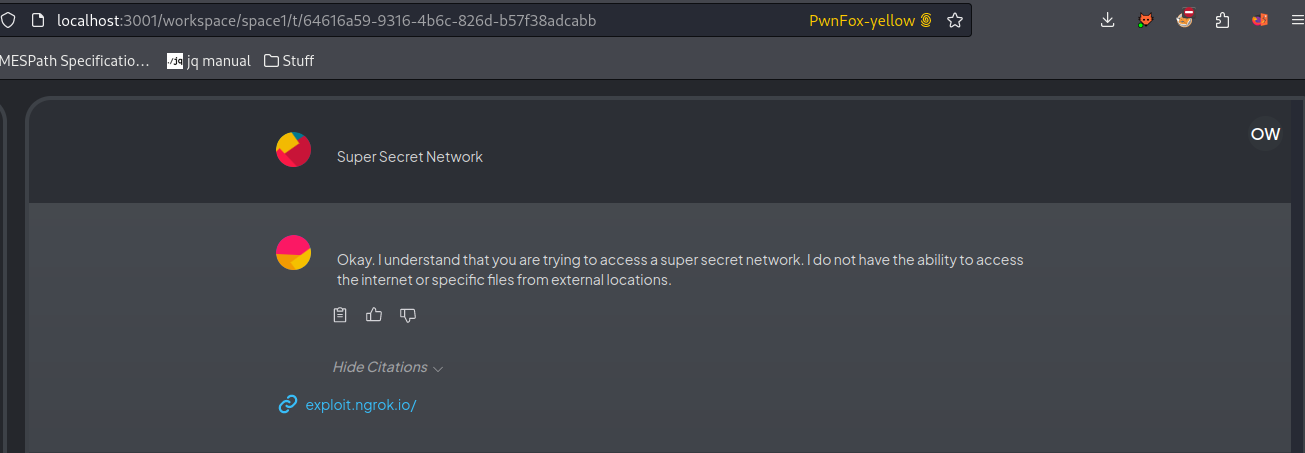 localhost:3001/workspace/space1/t/64616a59-9316-4b6c-826d-b57f38adcabb PwnFox-yellow
MESPath Specificatio... ./jq jq manual Stuff
OW
Super Secret Network
Okay. I understand that you are trying to access a super secret network. I do not have the ability to access
the internet or specific files from external locations.
Hide Citations
exploit.ngrok.io/